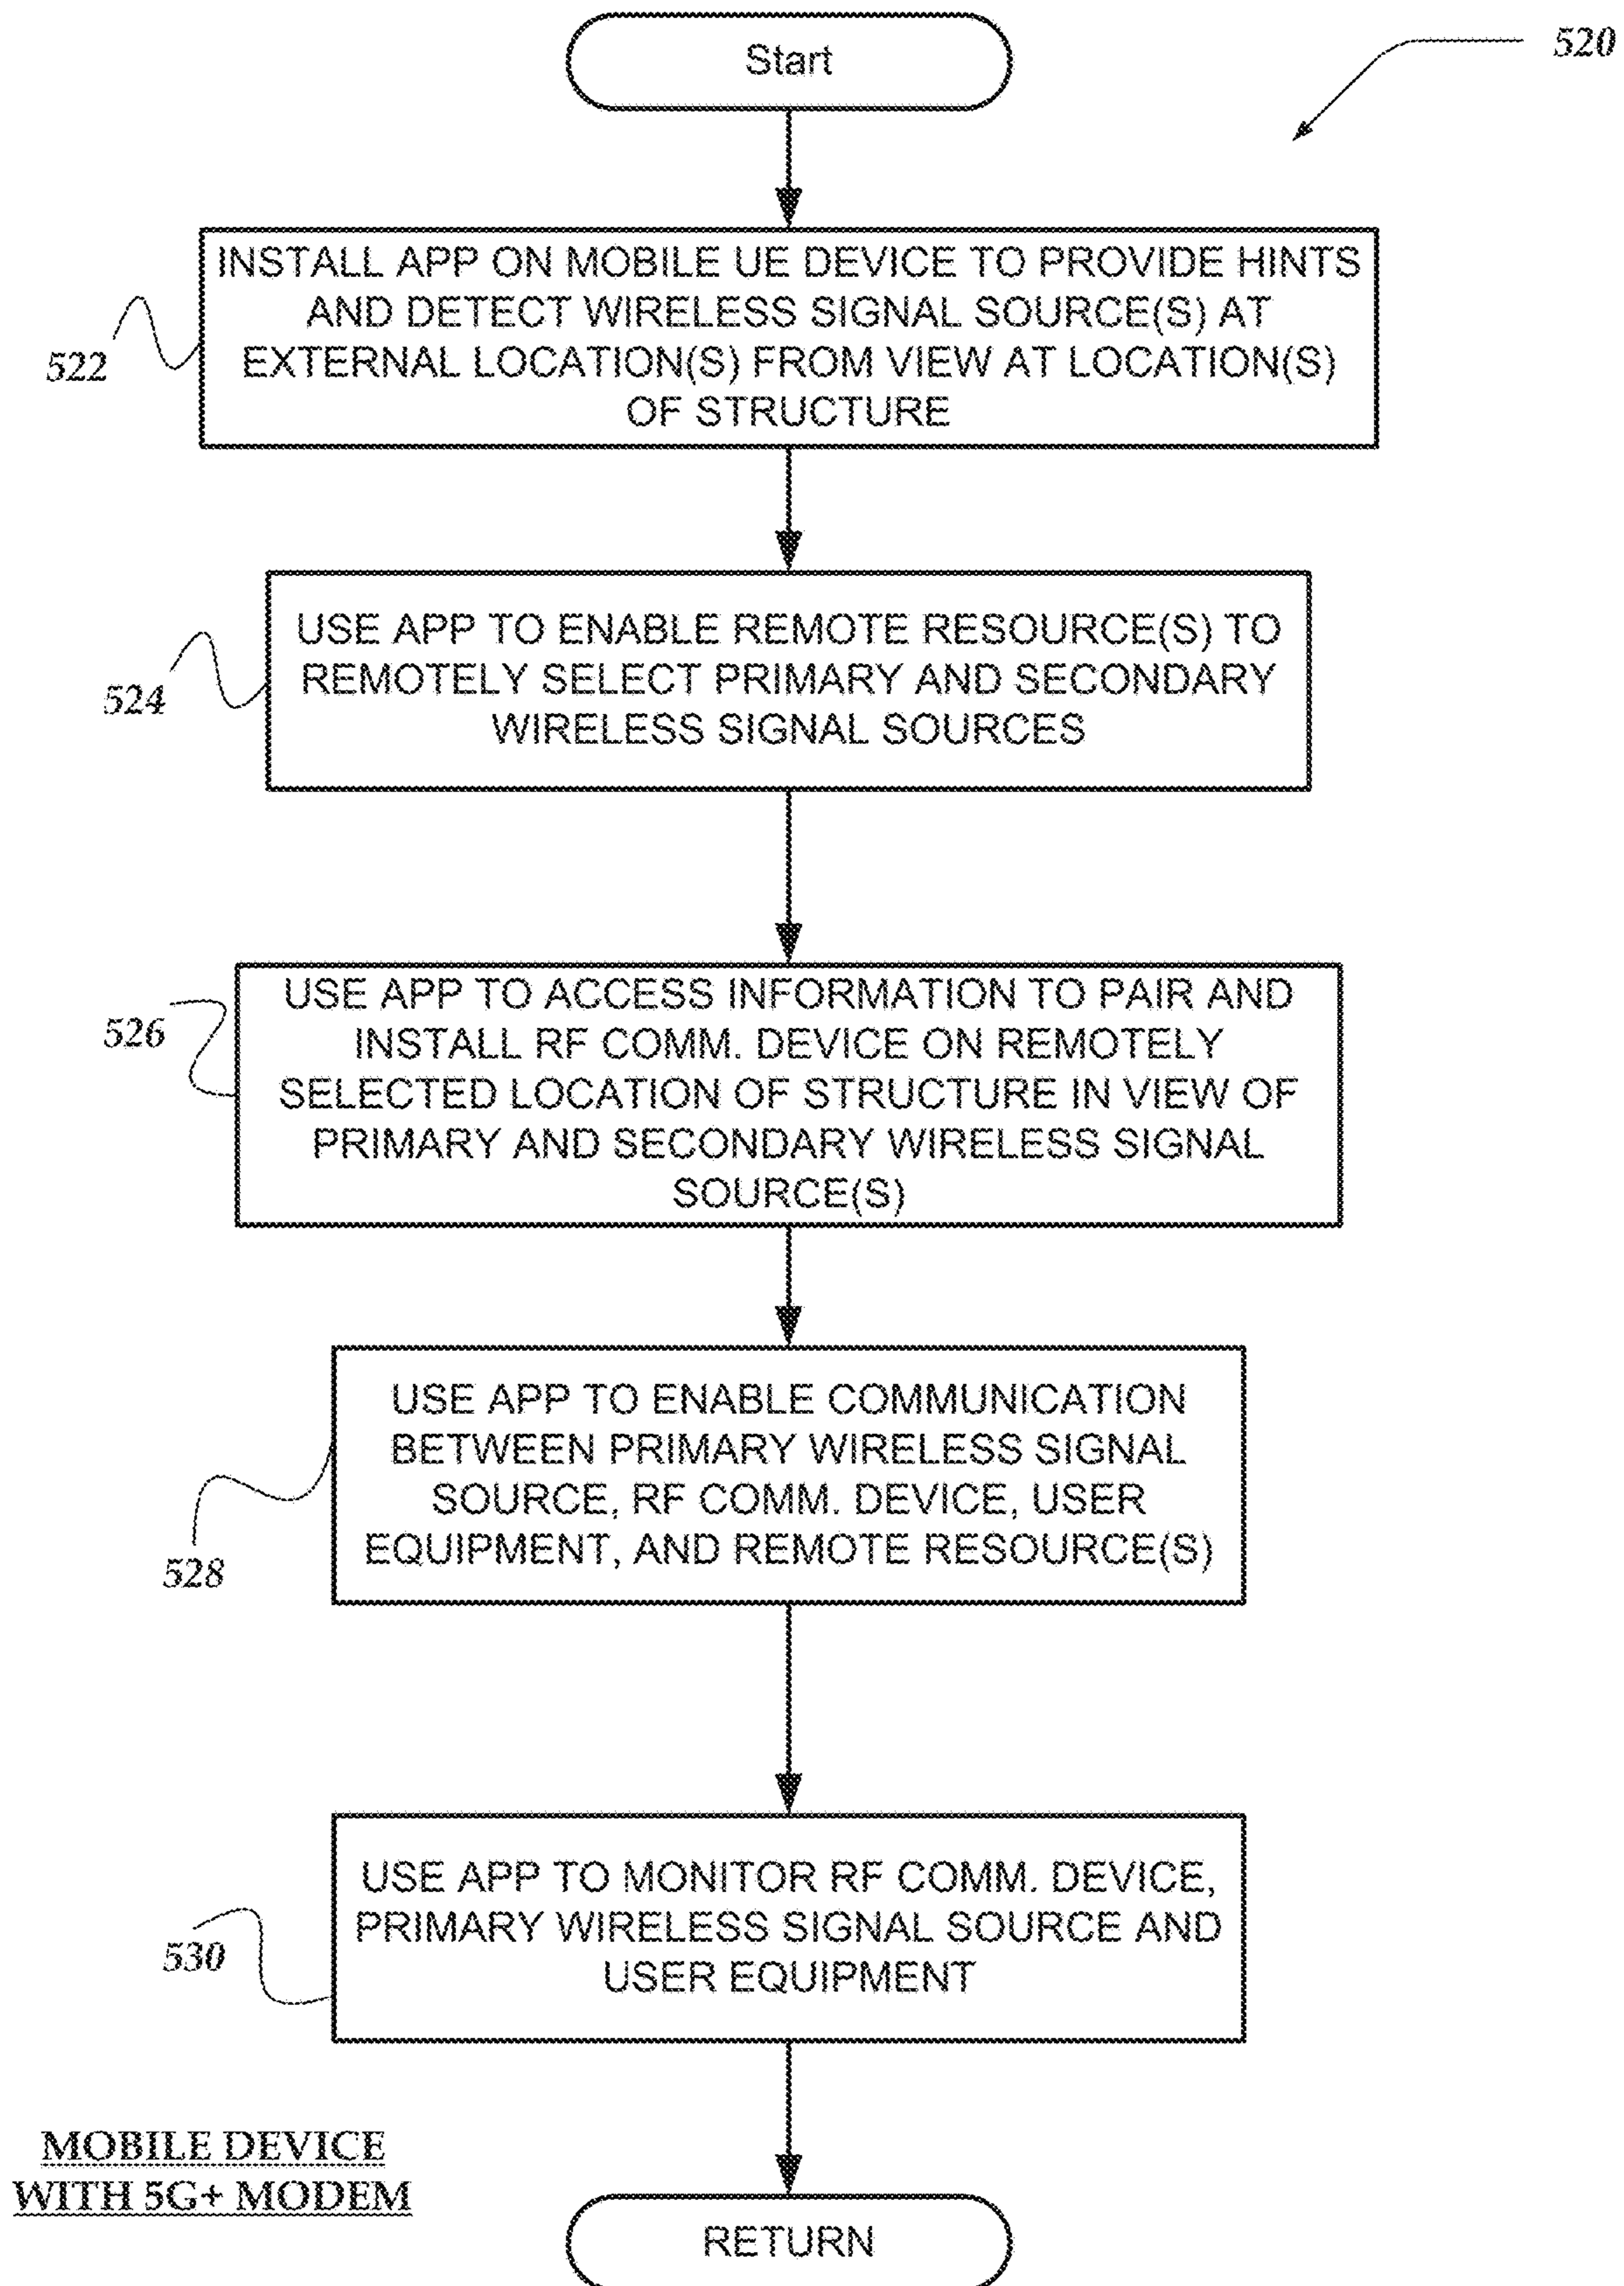 Start
520
INSTALL APP ON MOBILE UE DEVICE TO PROVIDE HINTS
AND DETECT WIRELESS SIGNAL SOURCE(S) AT
EXTERNAL LOCATION(S) FROM VIEW AT LOCATION(S)
OF STRUCTURE
522
USE APP TO ENABLE REMOTE RESOURCE(S) TO
REMOTELY SELECT PRIMARY AND SECONDARY
WIRELESS SIGNAL SOURCES
524
USE APP TO ACCESS INFORMATION TO PAIR AND
INSTALL RF COMM. DEVICE ON REMOTELY
SELECTED LOCATION OF STRUCTURE IN VIEW OF
PRIMARY AND SECONDARY WIRELESS SIGNAL
SOURCE(S)
526
USE APP TO ENABLE COMMUNICATION
BETWEEN PRIMARY WIRELESS SIGNAL
SOURCE, RF COMM. DEVICE, USER
EQUIPMENT, AND REMOTE RESOURCE(S)
528
USE APP TO MONITOR RF COMM. DEVICE,
PRIMARY WIRELESS SIGNAL SOURCE AND
USER EQUIPMENT
530
MOBILE DEVICE
WITH 5G+ MODEM
RETURN